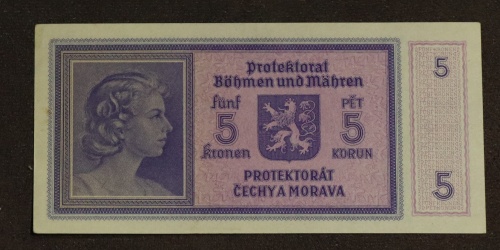 Protektorat
Böhmen und Mähren
fünf PĚT
5 5
kronen KORUN
PROTEKTORÁT
ČECHY A MORAVA
5
5